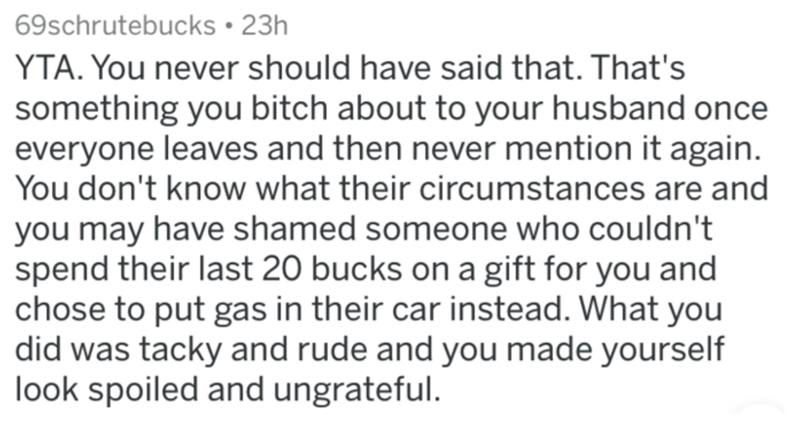 69schrutebucks • 23h
YTA. You never should have said that. That's
something you bitch about to your husband once
everyone leaves and then never mention it again.
You don't know what their circumstances are and
you may have shamed someone who couldn't
spend their last 20 bucks on a gift for you and
chose to put gas in their car instead. What you
did was tacky and rude and you made yourself
look spoiled and ungrateful.